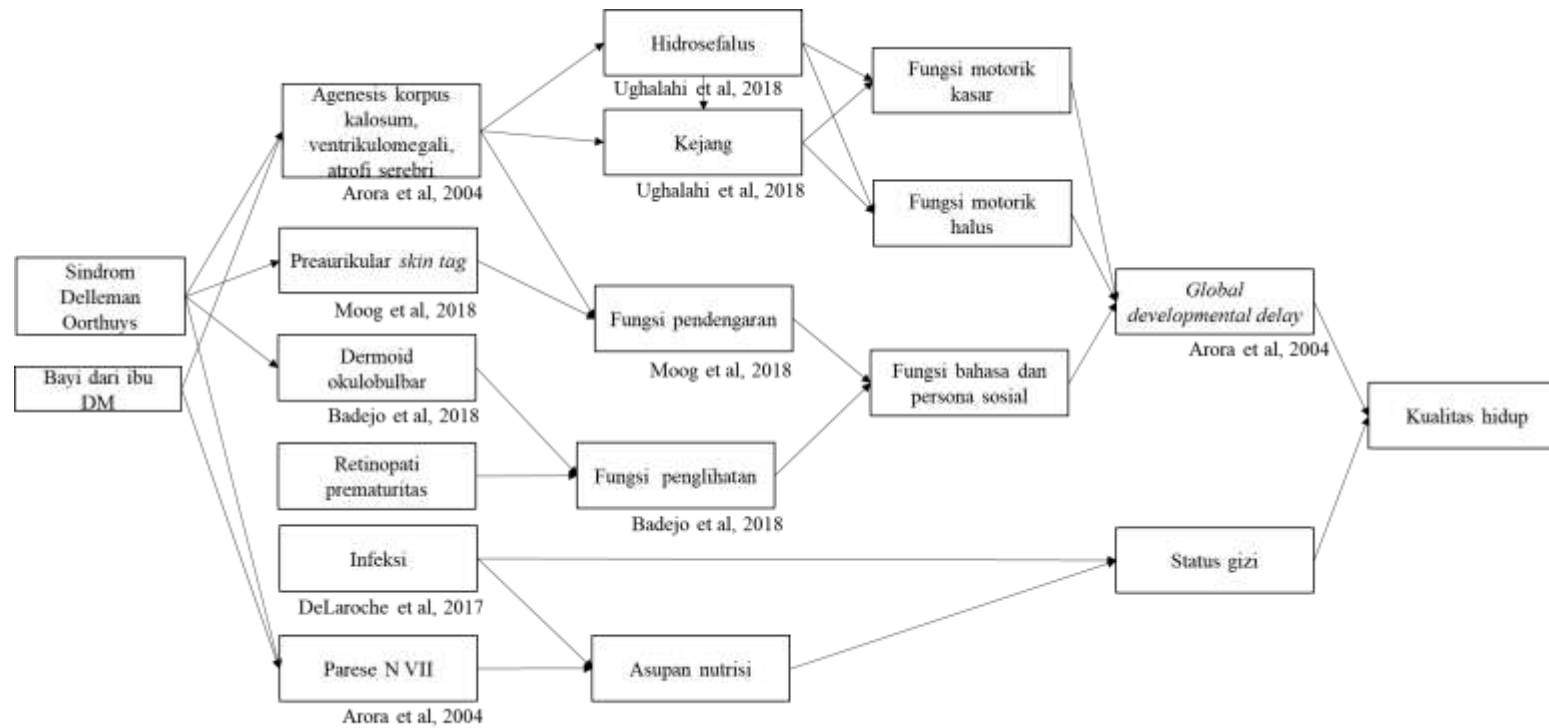 Sindrom
Delleman
Oorthuys
Bayi dari ibu
DM
Agenesis korpus
kalosum,
ventrikulomegali,
atrofi serebri
Arora et al, 2004
Preaurikular skin tag
Moog et al, 2018
Dermoid
okulobulbar
Badejo et al, 2018
Retinopati
prematuritas
Infeksi
DeLaroche et al, 2017
Parese N VII
Arora et al, 2004
Hidrosefalus
Ughalahi et al, 2018
Kejang
Ughalahi et al, 2018
Fungsi pendengaran
Moog et al, 2018
Fungsi penglihatan
Badejo et al, 2018
Asupan nutrisi
Fungsi motorik
kasar
Fungsi motorik
halus
Fungsi bahasa dan
persona sosial
Global
developmental delay
Arora et al, 2004
Status gizi
Kualitas hidup